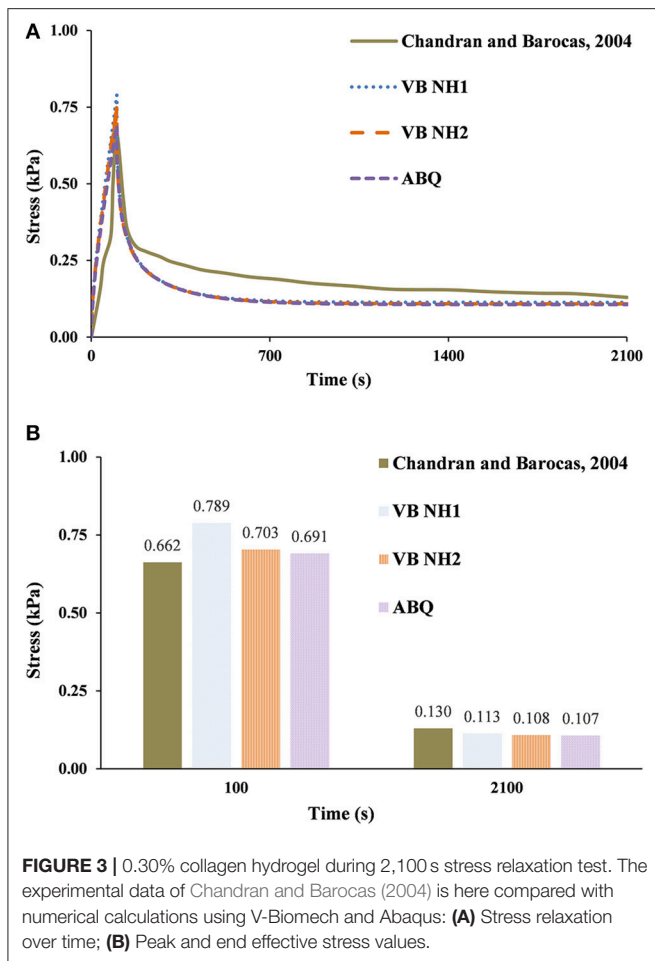 A
1.00
0.75
0.50
0.25
0.00
Stress (kPa)
0
700
1400
2100
Time (s)
Chandran and Barocas, 2004
VB NH1
VB NH2
ABQ
B
1.00
0.75
0.50
0.25
0.00
Stress (kPa)
0.662
0.789
0.703
0.691
0.130
0.113
0.108
0.107
100
2100
Time (s)
Chandran and Barocas, 2004
VB NH1
VB NH2
ABQ
FIGURE 3 | 0.30% collagen hydrogel during 2,100 s stress relaxation test. The
experimental data of Chandran and Barocas (2004) is here compared with
numerical calculations using V-Biomech and Abaqus: (A) Stress relaxation
over time; (B) Peak and end effective stress values.